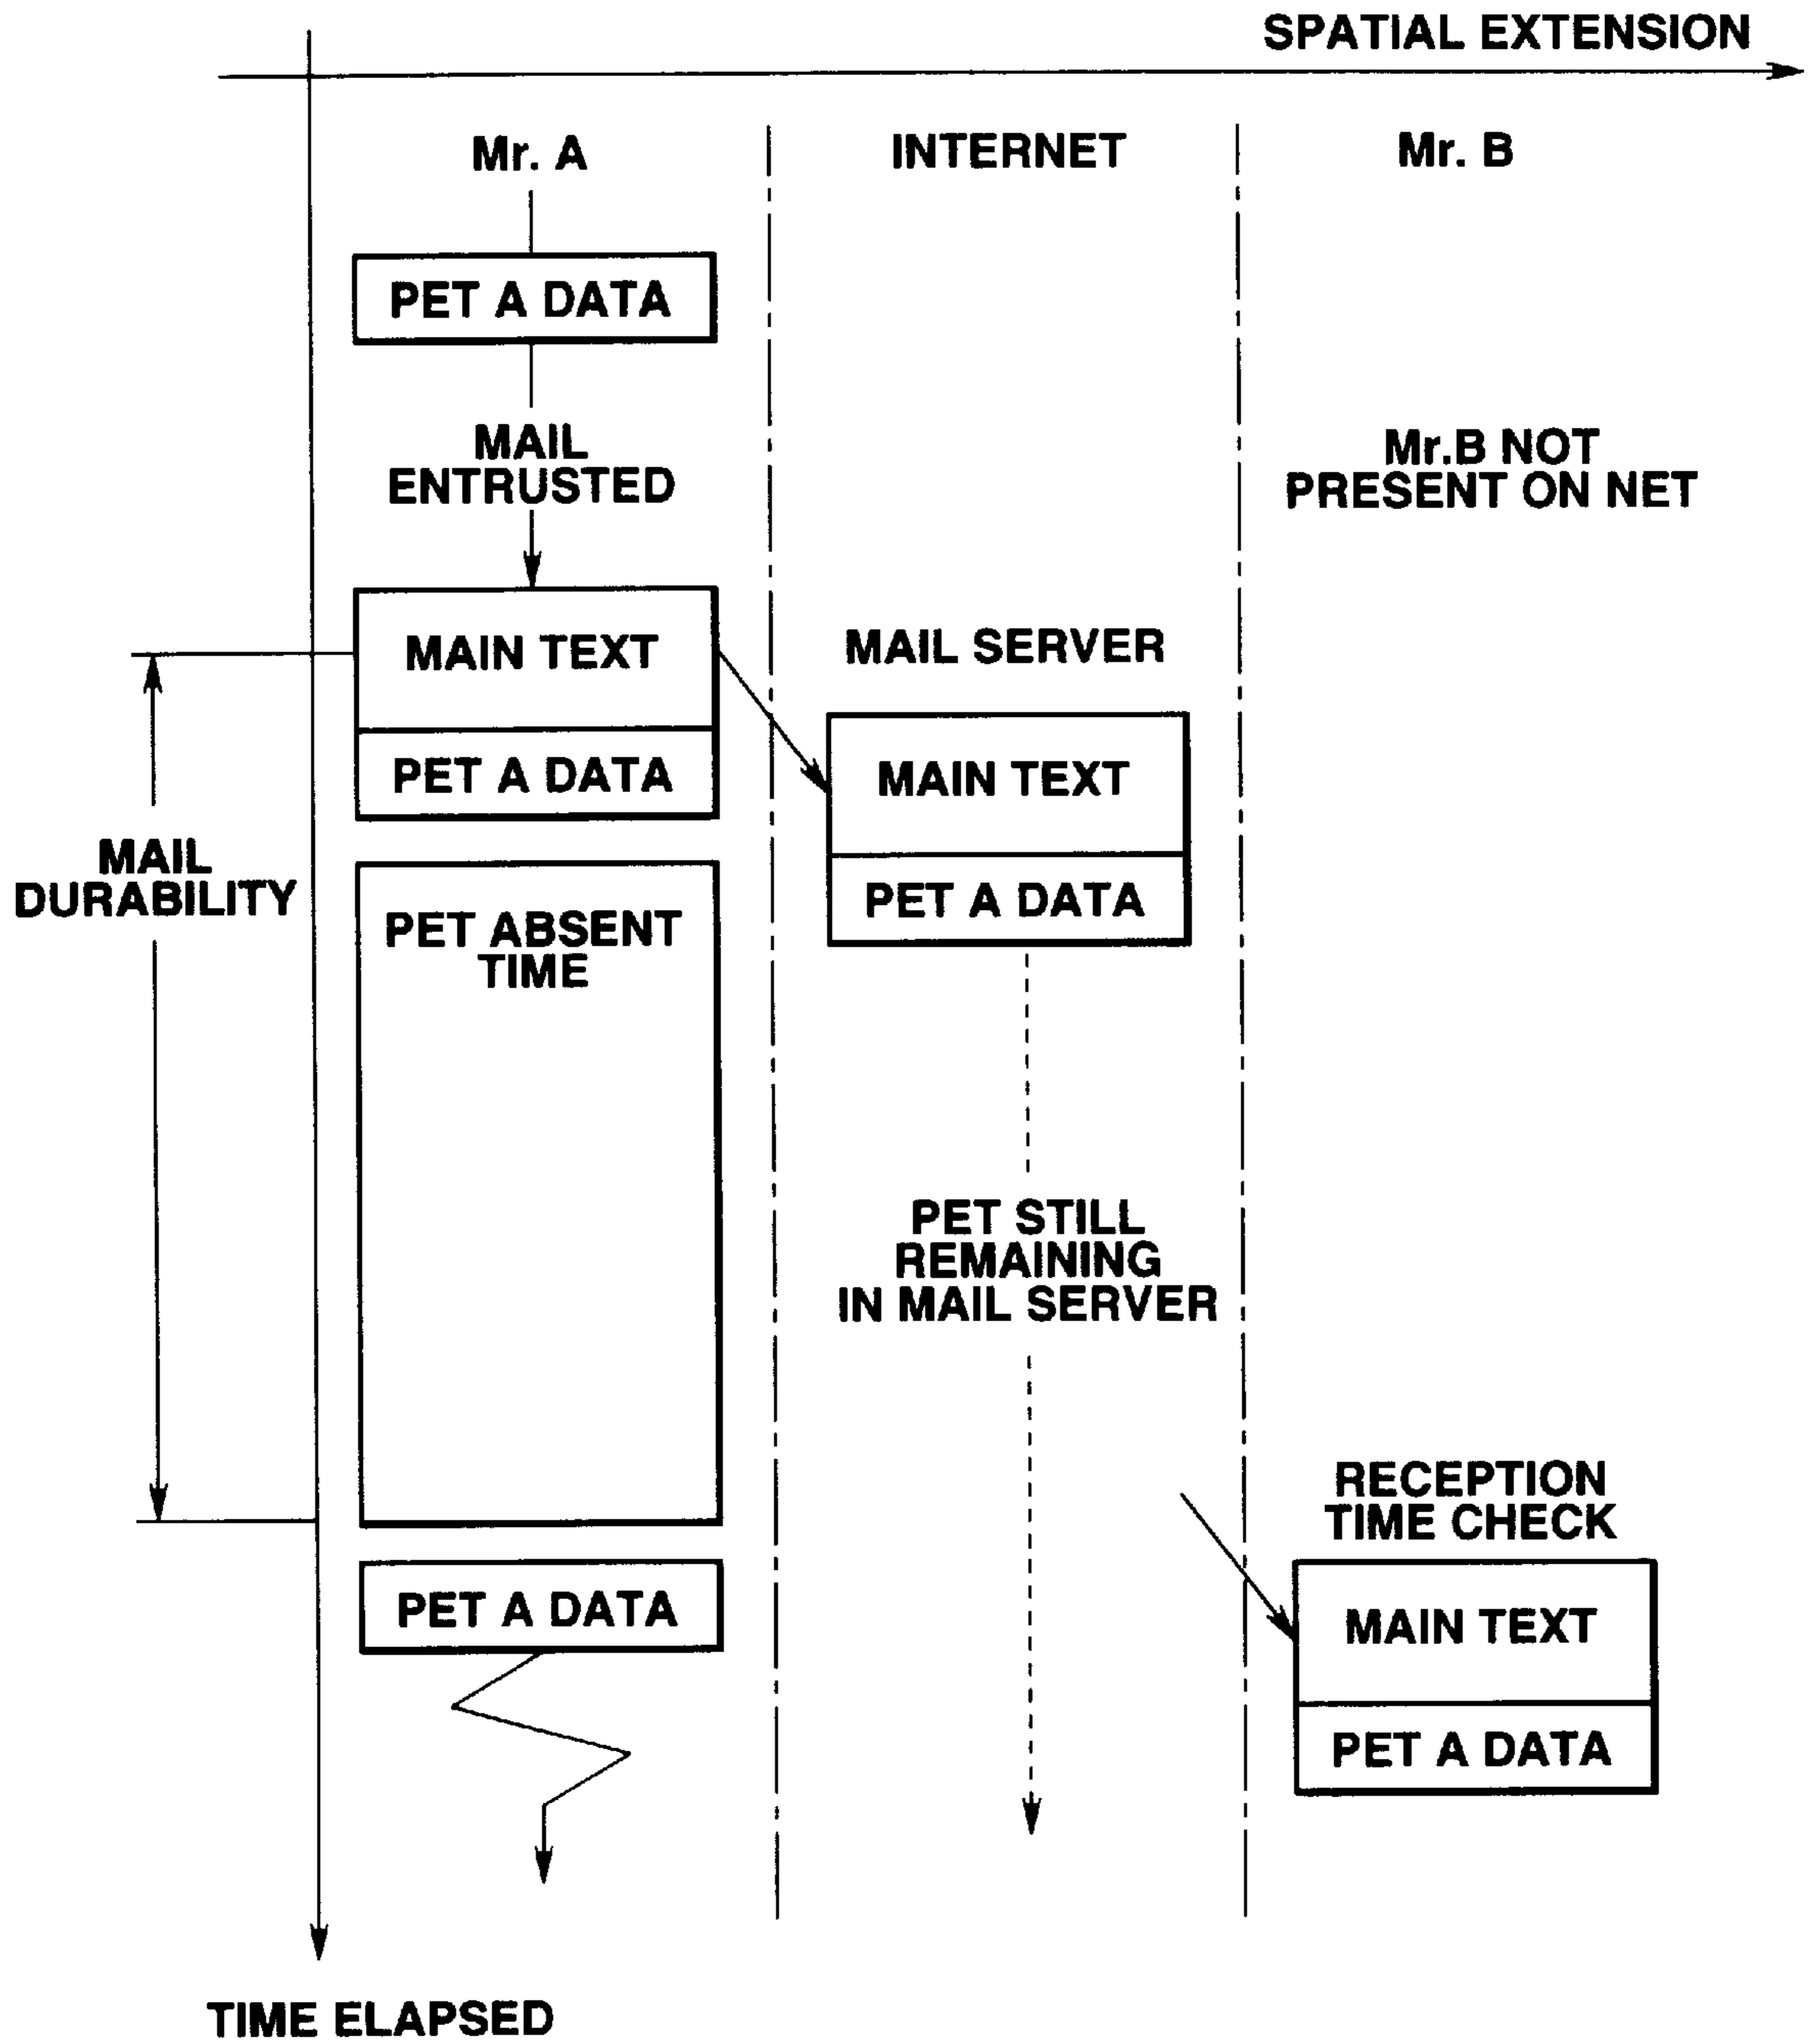 SPATIAL EXTENSION
Mr. A
INTERNET
Mr. B
PET A DATA
MAIL
ENTRUSTED
Mr.B NOT
PRESENT ON NET
MAIN TEXT
PET A DATA
MAIL SERVER
MAIN TEXT
PET A DATA
MAIL
DURABILITY
PET ABSENT
TIME
PET STILL
REMAINING
IN MAIL SERVER
RECEPTION
TIME CHECK
PET A DATA
MAIN TEXT
PET A DATA
TIME ELAPSED